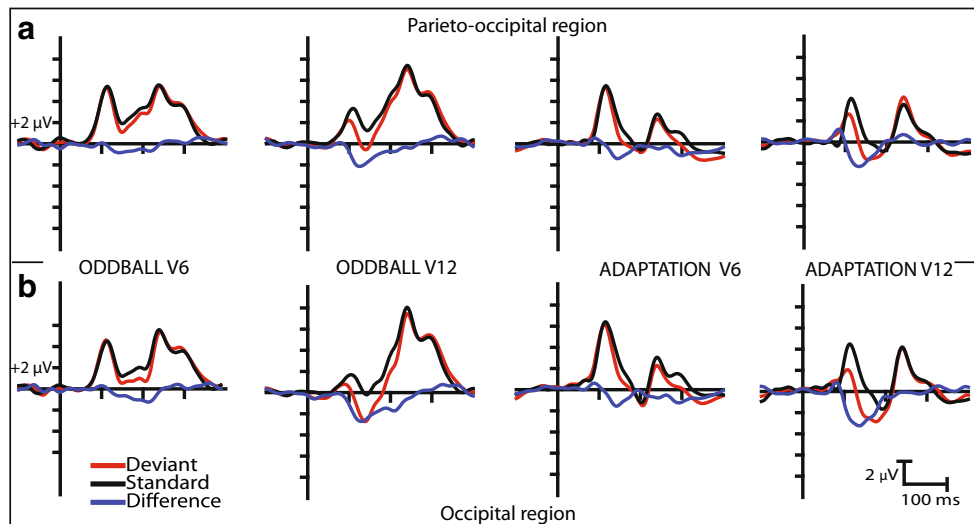 a
Parieto-occipital region
+2 μV
ODDBALL V6 ODDBALL V12 ADAPTATION V6 ADAPTATION V12
b
+2 μV
Deviant
Standard
Difference
2 μV
100 ms
Occipital region